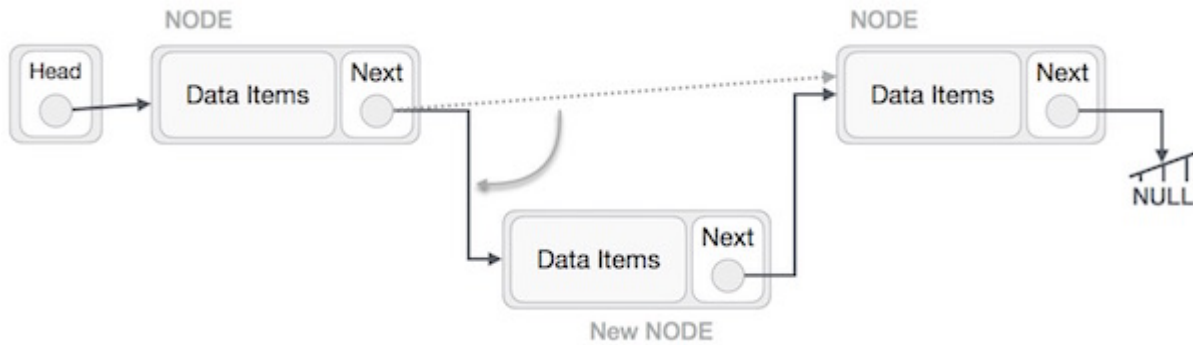 NODE
NODE
Head
Data Items
Next
Data Items
Next
NULL
Data Items
Next
New NODE